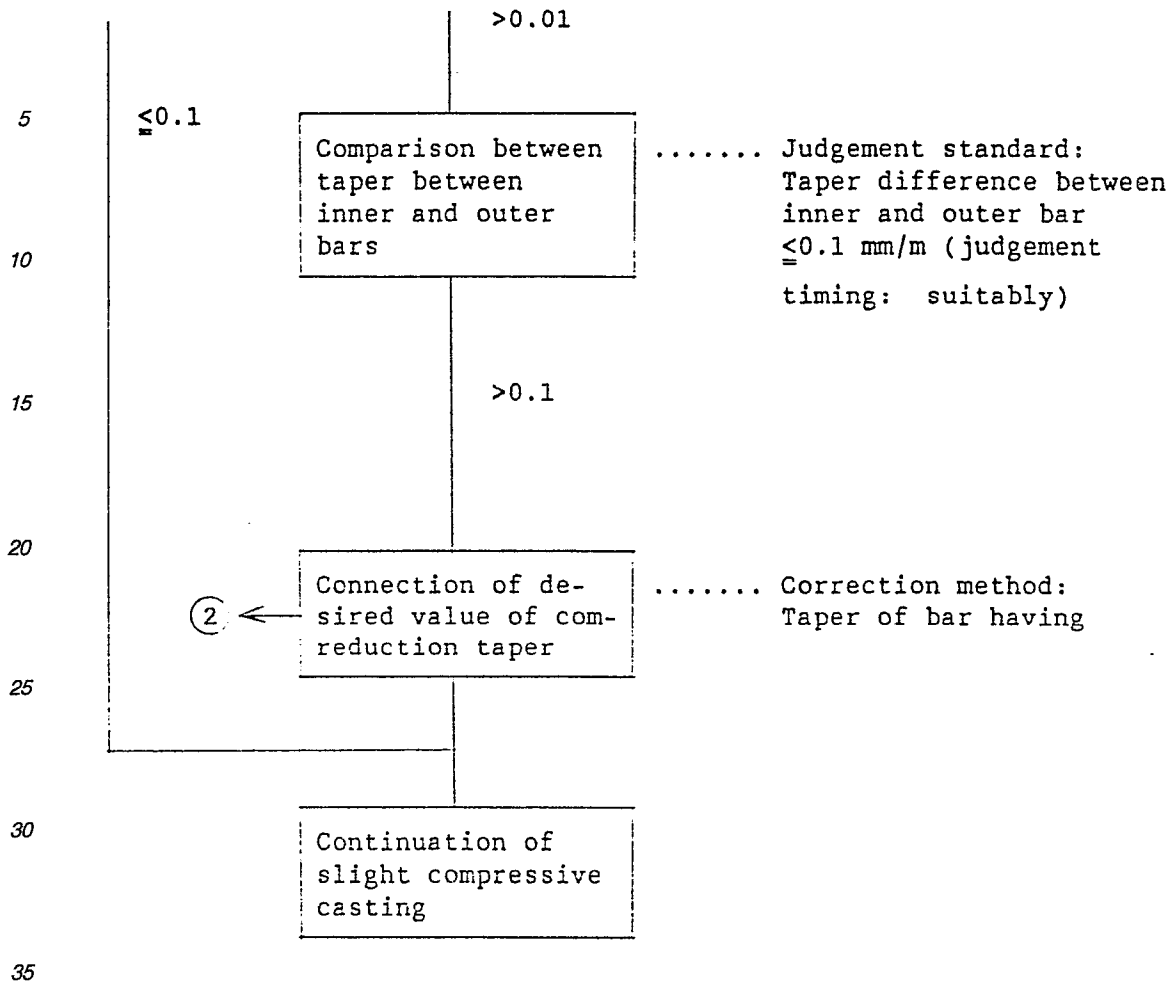 >0.01
5
≦0.1
Comparison between
taper between
inner and outer
bars
....... Judgement standard:
Taper difference between
inner and outer bar
≦0.1 mm/m (judgement
timing: suitably)
10
>0.1
15
20
Connection of de-
sired value of com-
reduction taper
....... Correction method:
Taper of bar having
2
25
Continuation of
slight compressive
casting
30
35